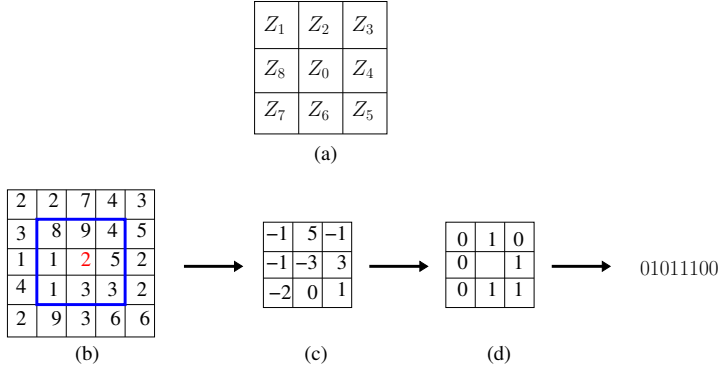 Z₁ Z₂ Z₃
Z₈ Z₀ Z₄
Z₇ Z₆ Z₅
(a)
2 2 7 4 3
3 8 9 4 5
1 1 2 5 2
4 1 3 3 2
2 9 3 6 6
(b)
−1 5 −1
−1 −3 3
−2 0 1
(c)
0 1 0
0 1
0 1 1
(d)
01011100